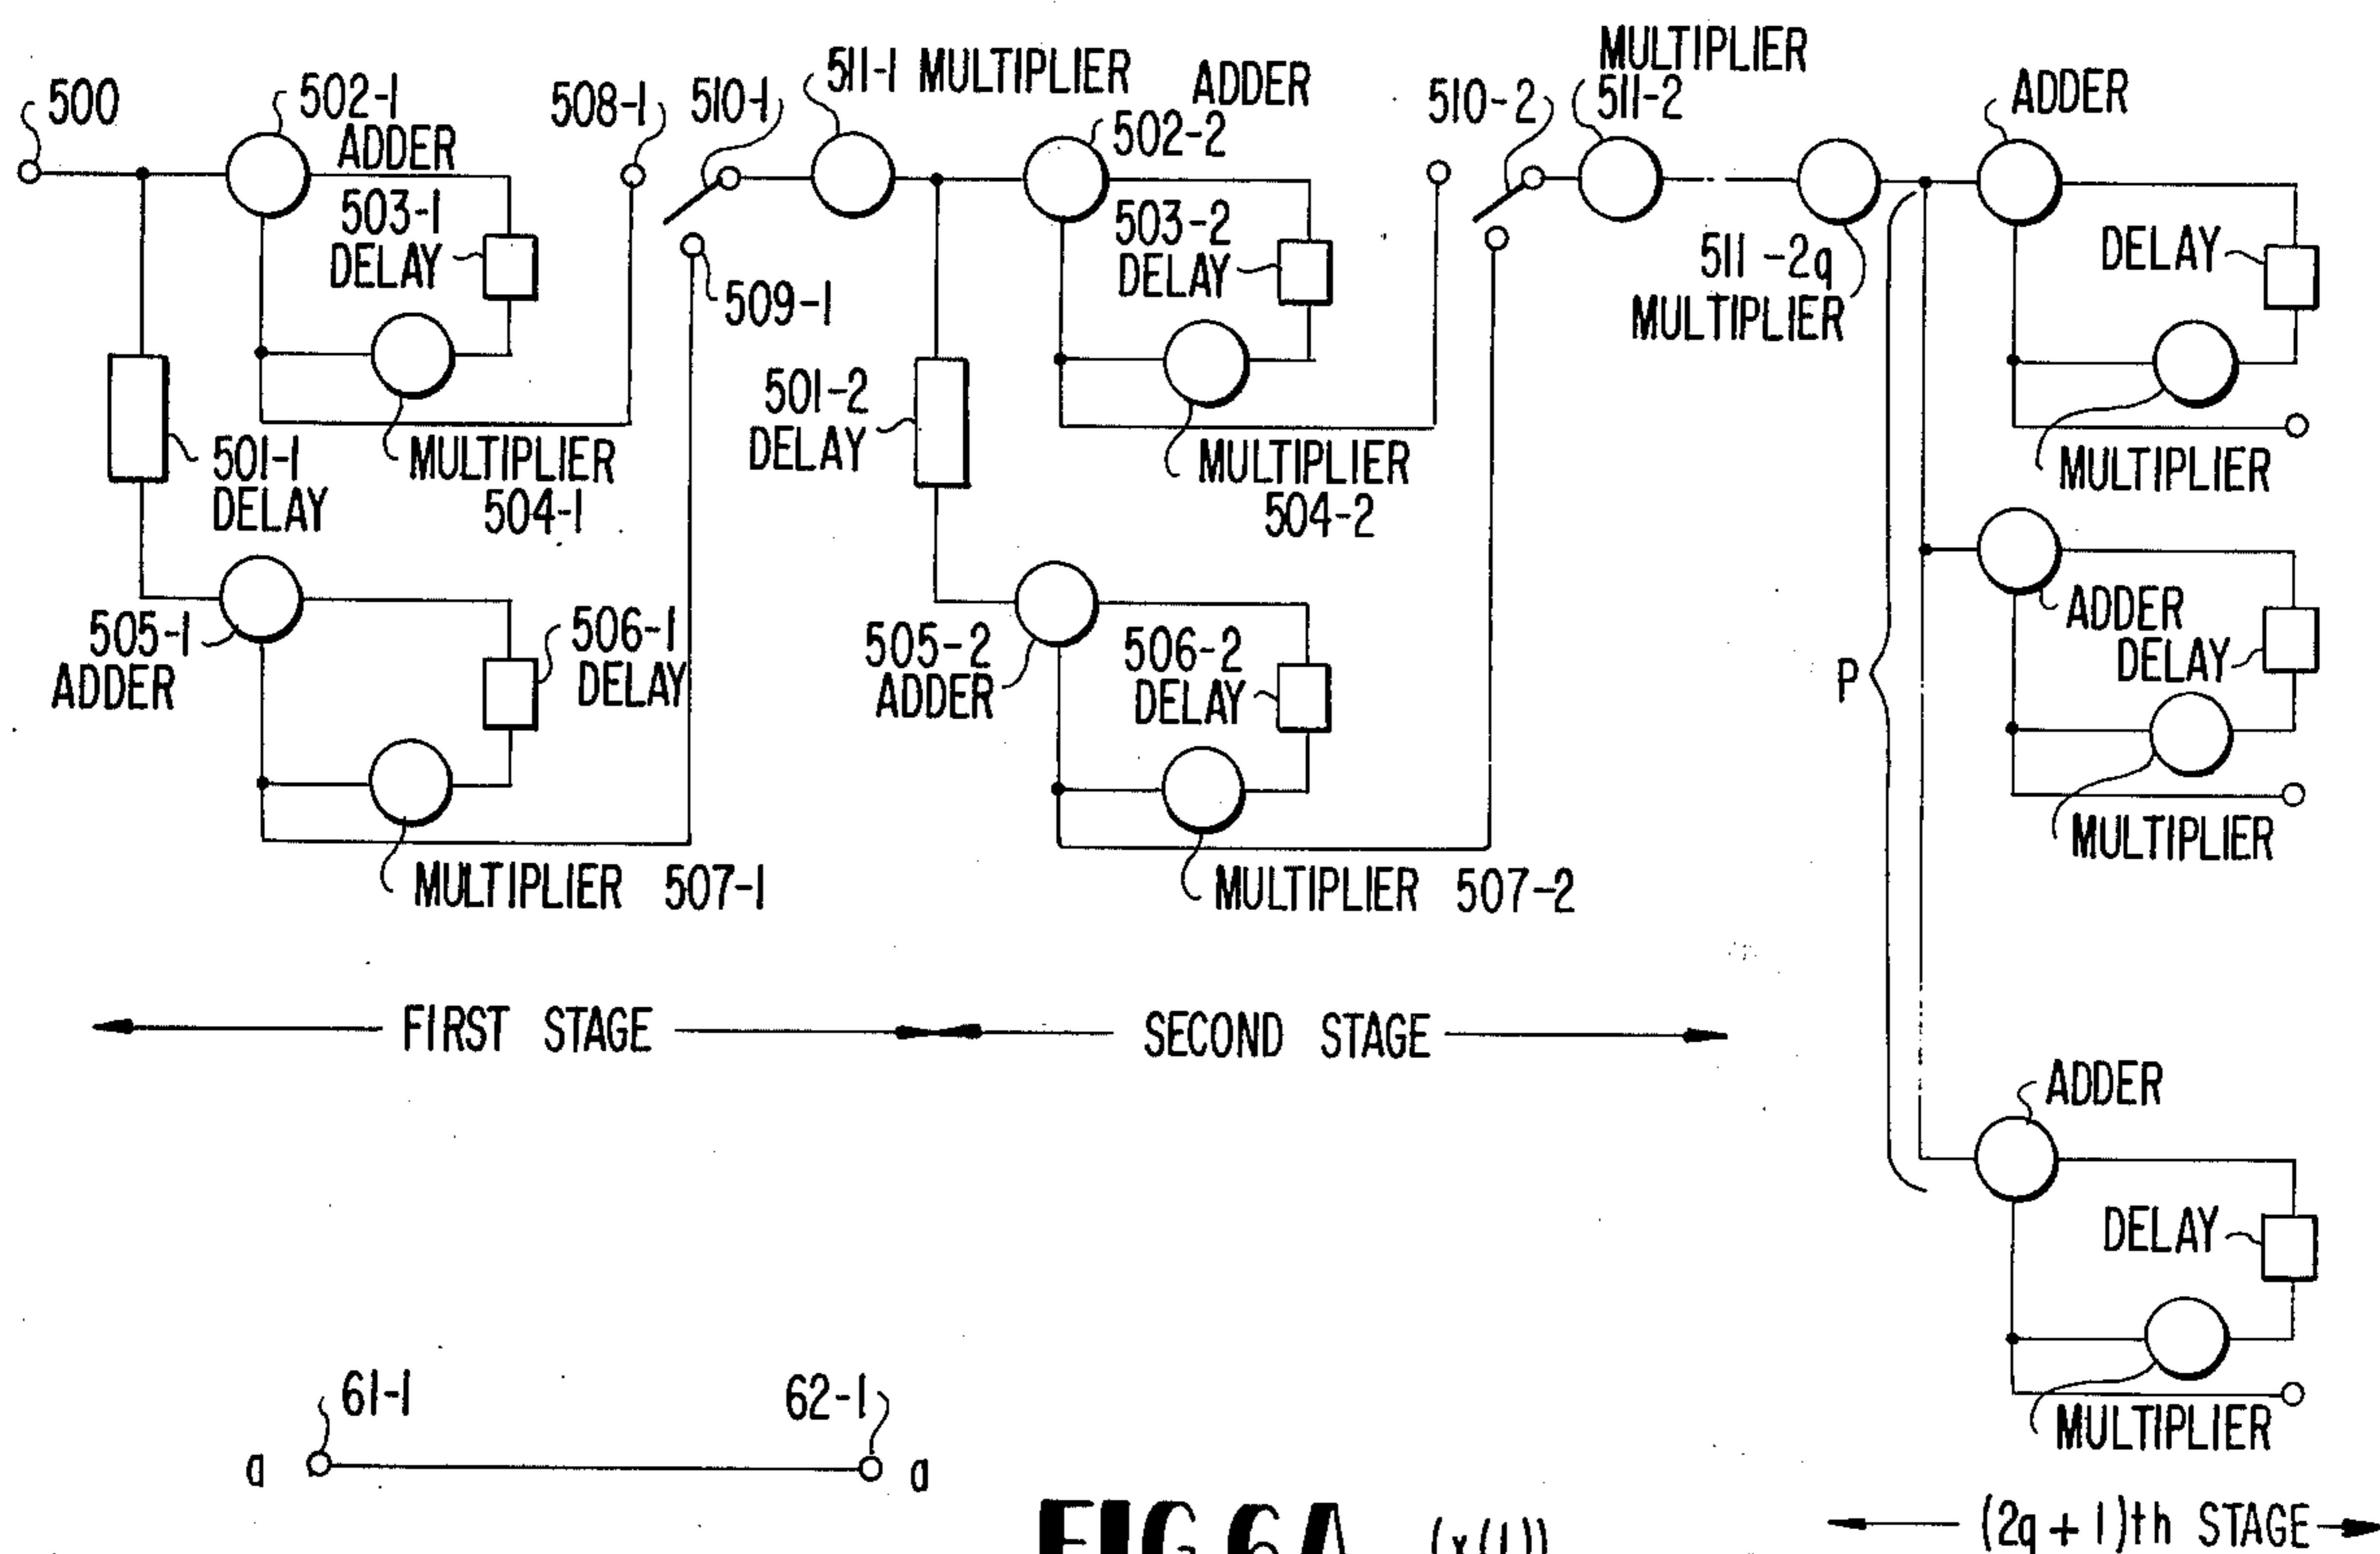 500
502-1
ADDER
503-1
DELAY
508-1
510-1
511-1 MULTIPLIER
ADDER
502-2
503-2
DELAY
510-2
MULTIPLIER
511-2
ADDER
509-1
511-2q
MULTIPLIER
DELAY
501-1
DELAY
MULTIPLIER
504-1
501-2
DELAY
MULTIPLIER
504-2
MULTIPLIER
505-1
ADDER
506-1
DELAY
505-2
ADDER
506-2
DELAY
P
ADDER
DELAY
MULTIPLIER 507-1
MULTIPLIER 507-2
MULTIPLIER
FIRST STAGE
SECOND STAGE
ADDER
DELAY
MULTIPLIER
61-1
62-1
a
a
FIG.6A (x(1))
(2q+1)th STAGE